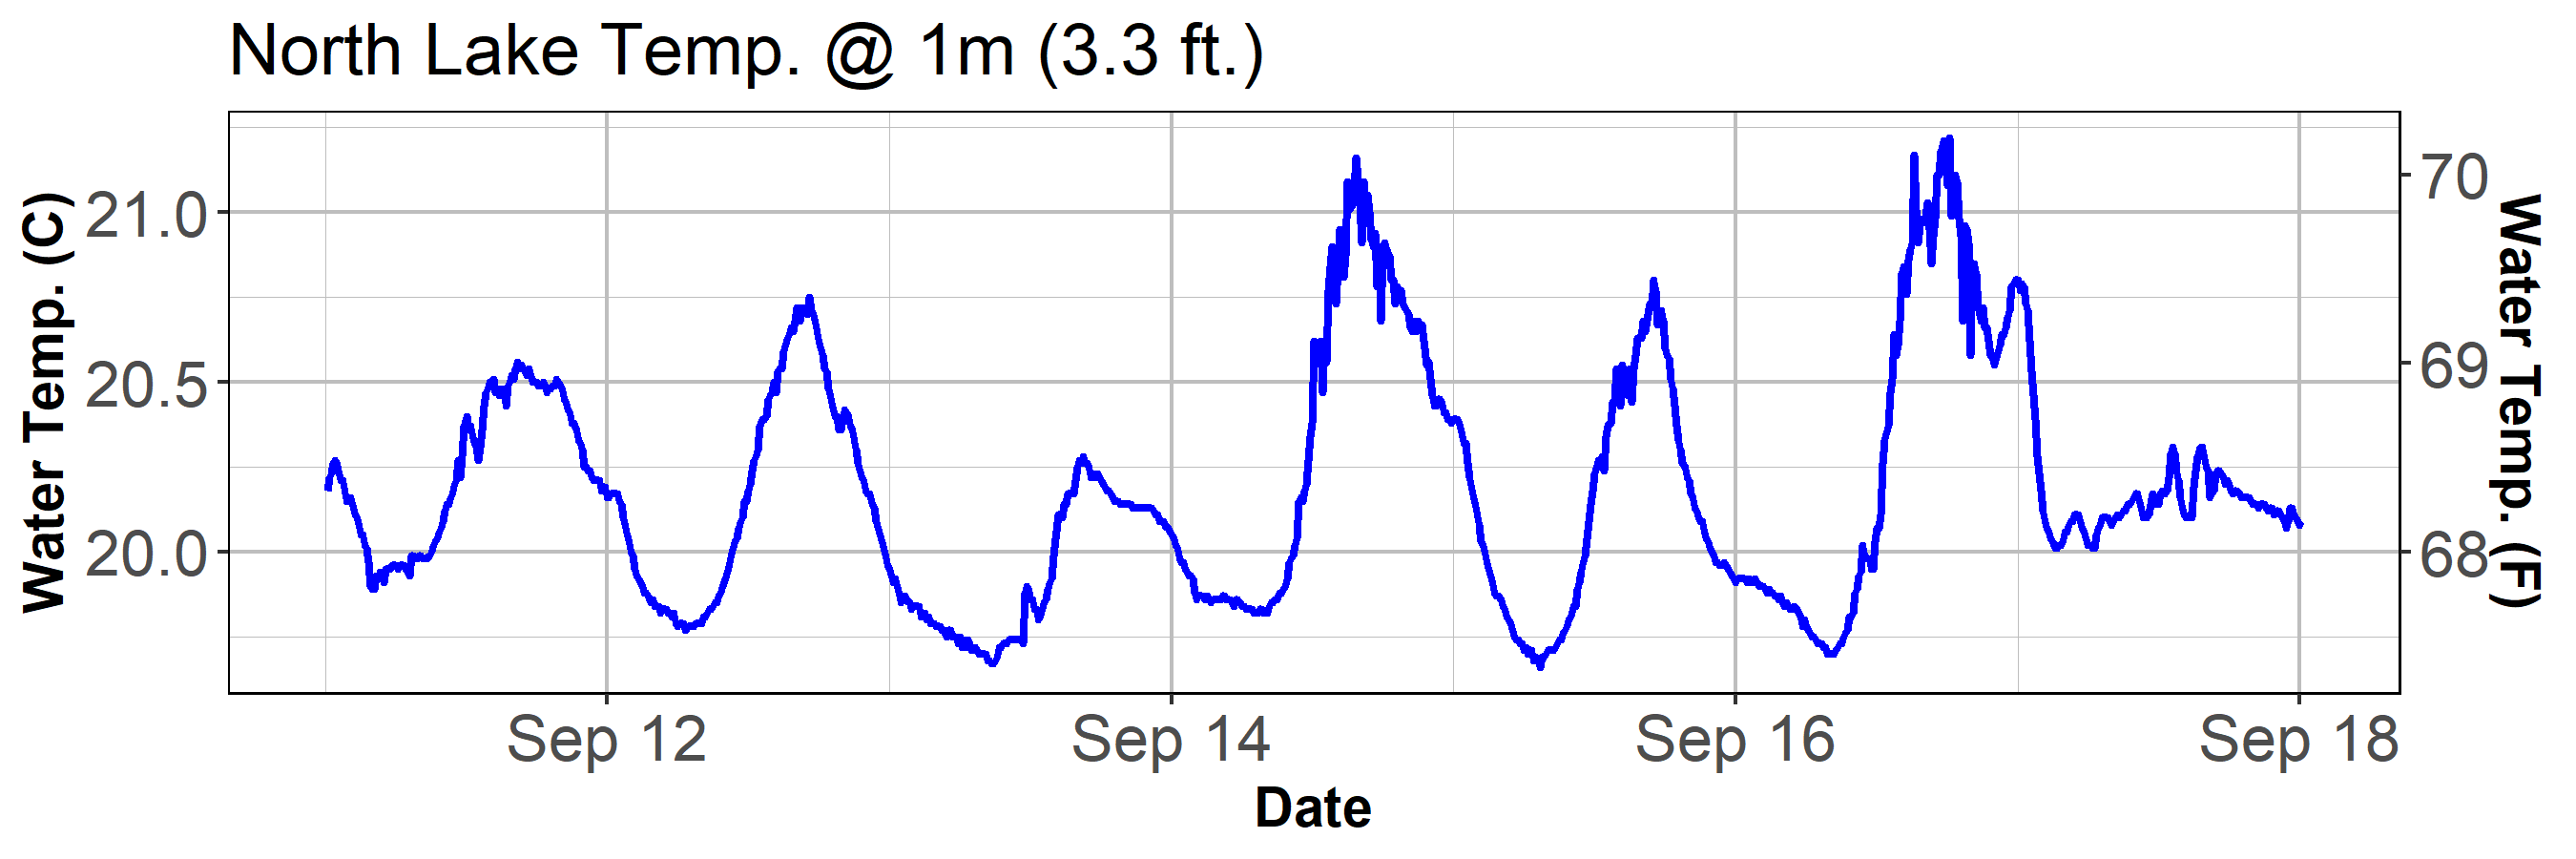 North Lake Temp. @ 1m (3.3 ft.)
Water Temp. (C)
21.0
20.5
20.0
70
69
68
Water Temp. (F)
Sep 12
Sep 14
Sep 16
Sep 18
Date